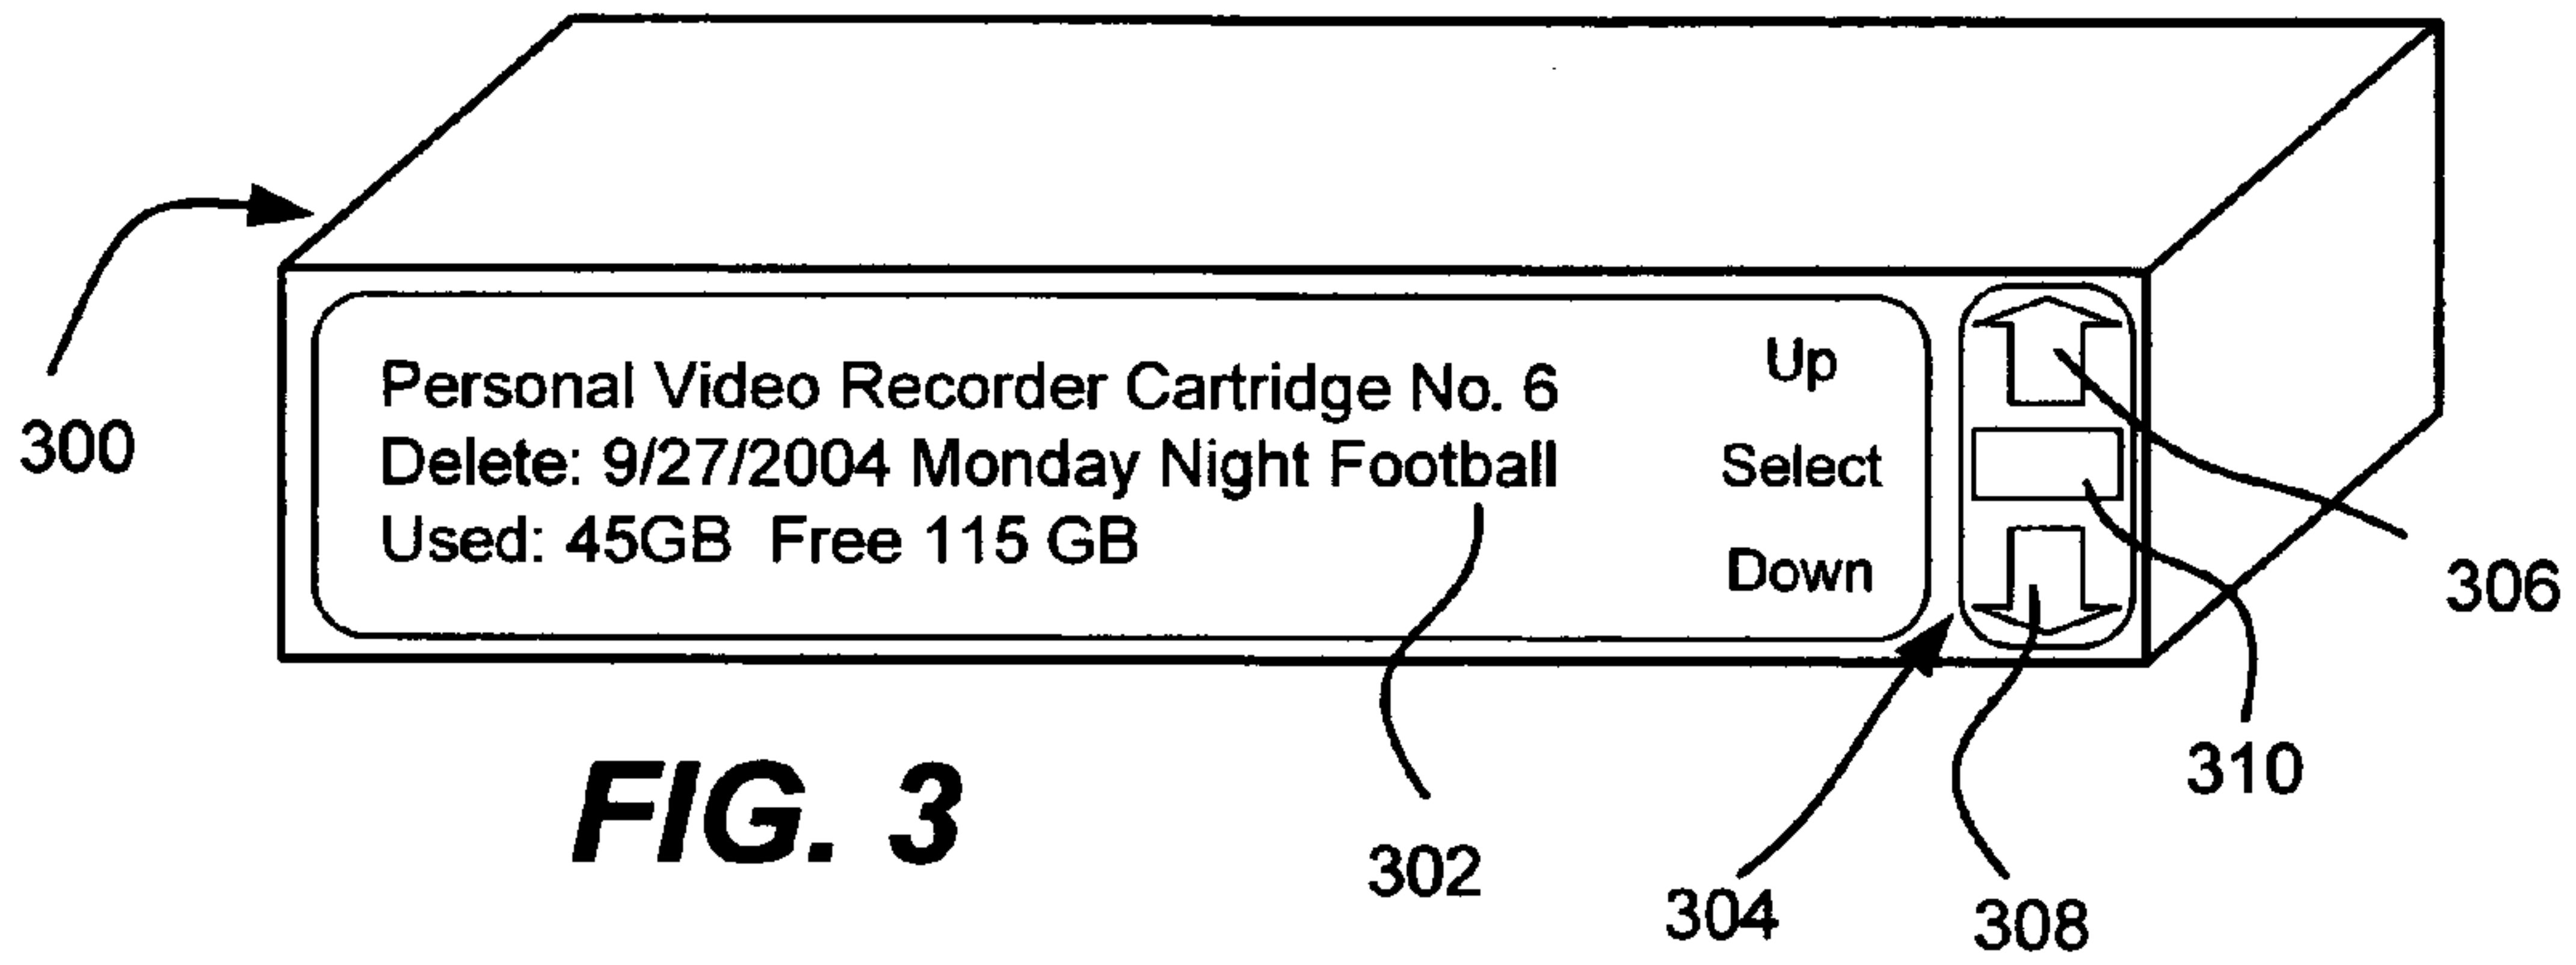 Personal Video Recorder Cartridge No. 6
Delete: 9/27/2004 Monday Night Football
Used: 45GB  Free 115 GB
Up
Select
Down
300
306
310
302
304
308
FIG. 3